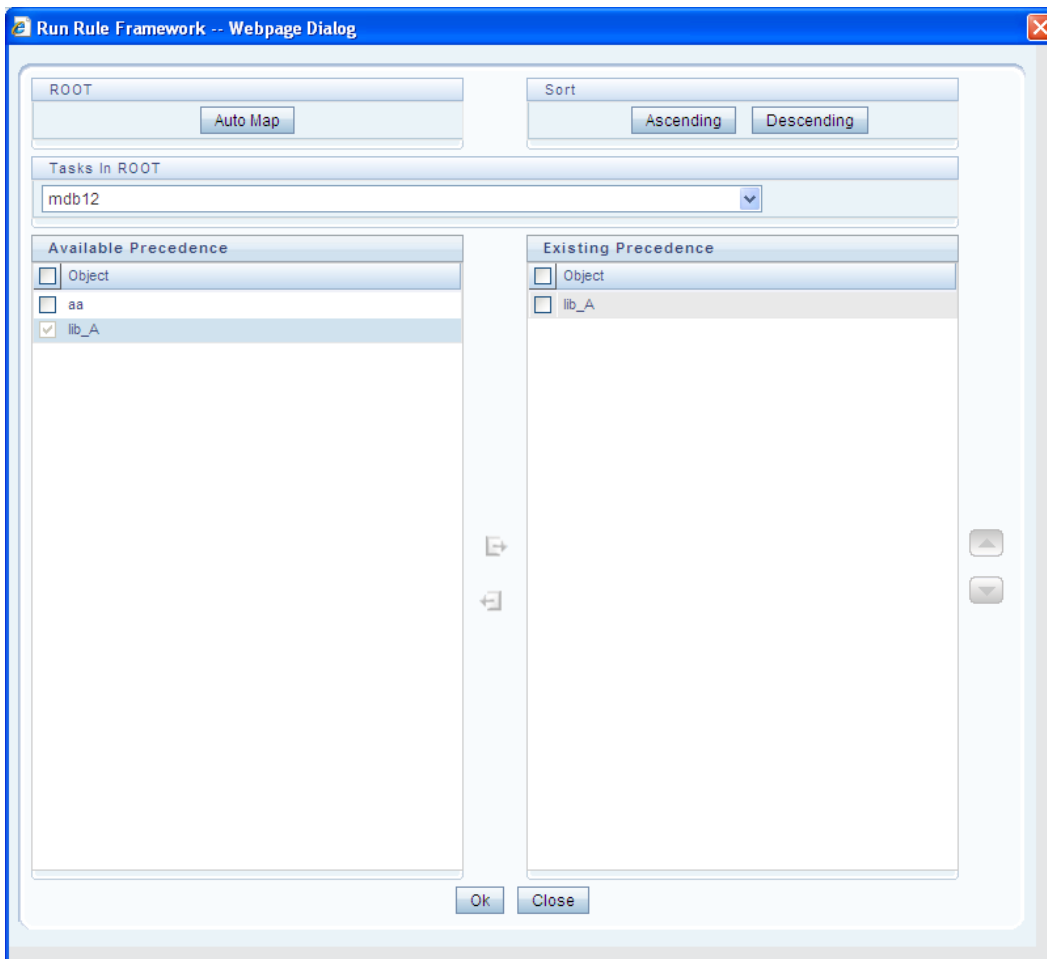 Run Rule Framework -- Webpage Dialog
ROOT
Auto Map
Sort
Ascending Descending
Tasks In ROOT
mdb12
Available Precedence
Object
aa
lib_A
Existing Precedence
Object
lib_A
Ok Close